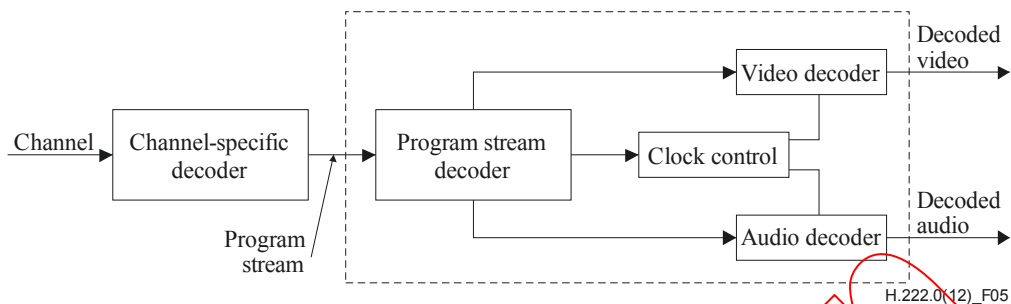 Decoded
video
Video decoder
Channel
Channel-specific
decoder
Program stream
decoder
Clock control
Program
stream
Decoded
audio
Audio decoder
H.222.0(12)_F05